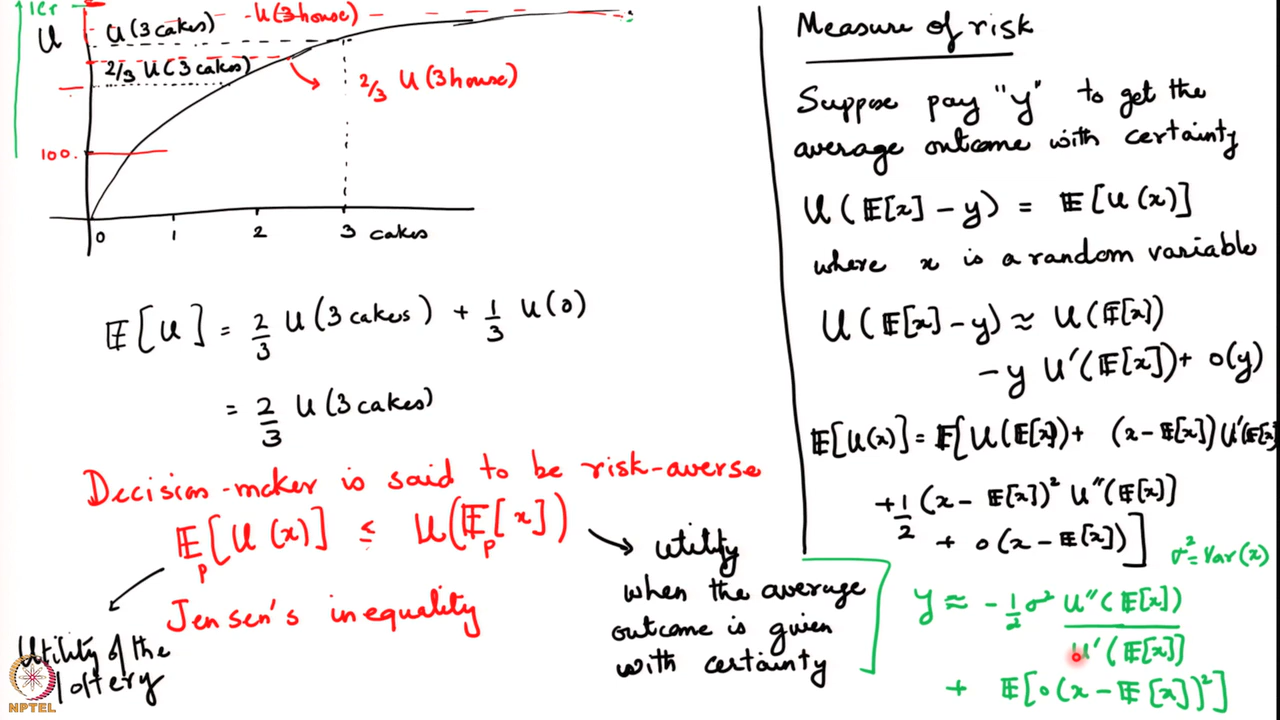 1cr
U
U(3 cakes)
U(3 house)
2/3 U(3 cakes)
2/3 U(3 house)
100.
0 1 2 3 cakes
𝔼[U] = 2/3 U(3 cakes) + 1/3 U(0)
= 2/3 U(3 cakes)
Decision-maker is said to be risk-averse
𝔼_p[U(x)] ≤ U(𝔼_p[x])
Jensen's inequality
Utility of the
lottery
utility
when the average
outcome is given
with certainty
NPTEL
Measure of risk
Suppose pay "y" to get the
average outcome with certainty
U(𝔼[x] - y) = 𝔼[U(x)]
where x is a random variable
U(𝔼[x] - y) ≈ U(𝔼[x])
- y U'(𝔼[x]) + o(y)
𝔼[U(x)] = 𝔼[U(𝔼[x]) + (x - 𝔼[x]) U'(𝔼[x]
+ 1/2 (x - 𝔼[x])² U''(𝔼[x])
+ o(x - 𝔼[x])]
σ² = Var(x)
y ≈ - 1/2 σ² U''(𝔼[x]) / U'(𝔼[x])
+ 𝔼[o(x - 𝔼[x])²]